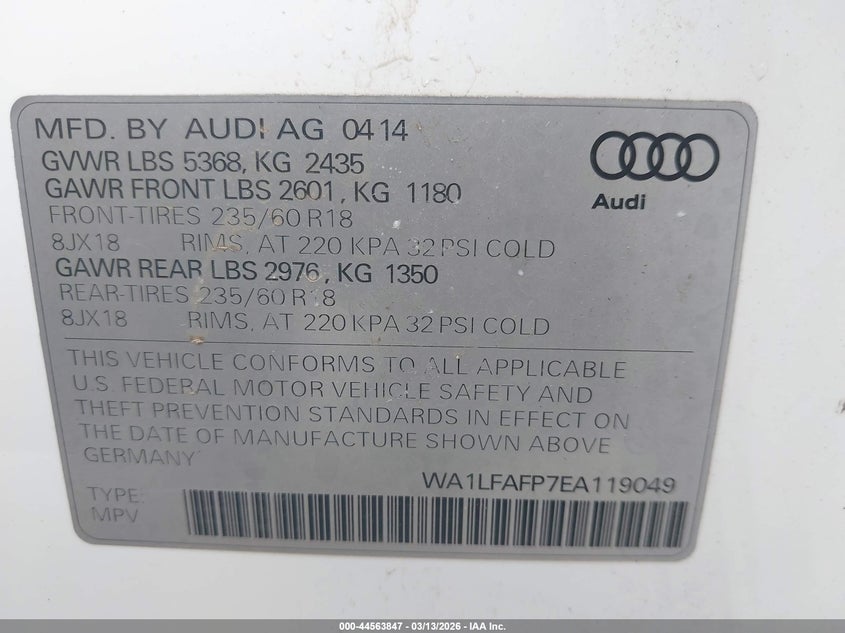 MFD. BY AUDI AG 04 14
GVWR LBS 5368, KG 2435
GAWR FRONT LBS 2601, KG 1180
FRONT-TIRES 235/60 R18
8JX18 RIMS, AT 220 KPA 32 PSI COLD
GAWR REAR LBS 2976, KG 1350
REAR-TIRES 235/60 R18
8JX18 RIMS, AT 220 KPA 32 PSI COLD
Audi
THIS VEHICLE CONFORMS TO ALL APPLICABLE
U.S. FEDERAL MOTOR VEHICLE SAFETY AND
THEFT PREVENTION STANDARDS IN EFFECT ON
THE DATE OF MANUFACTURE SHOWN ABOVE
GERMANY
WA1LFAFP7EA119049
TYPE:
MPV
000-44563847 - 03/13/2026 - IAA Inc.